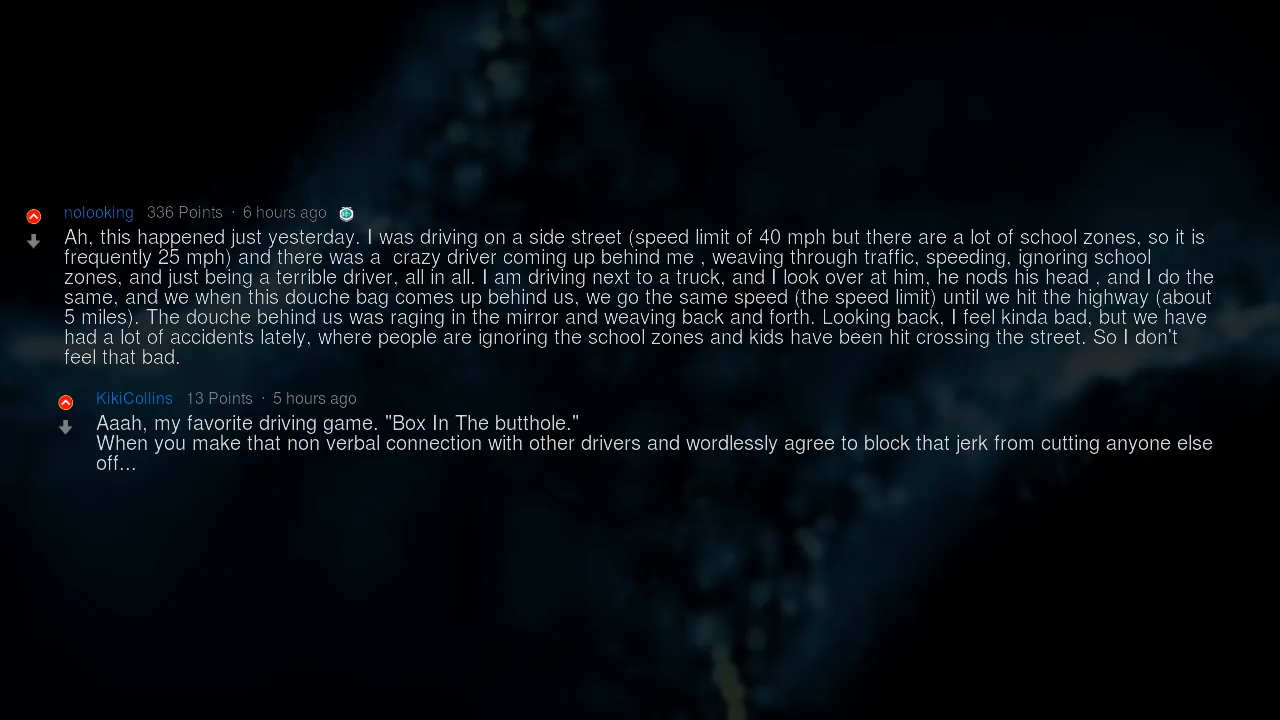 nolooking 336 Points · 6 hours ago
Ah, this happened just yesterday. I was driving on a side street (speed limit of 40 mph but there are a lot of school zones, so it is
frequently 25 mph) and there was a  crazy driver coming up behind me , weaving through traffic, speeding, ignoring school
zones, and just being a terrible driver, all in all. I am driving next to a truck, and I look over at him, he nods his head , and I do the
same, and we when this douche bag comes up behind us, we go the same speed (the speed limit) until we hit the highway (about
5 miles). The douche behind us was raging in the mirror and weaving back and forth. Looking back, I feel kinda bad, but we have
had a lot of accidents lately, where people are ignoring the school zones and kids have been hit crossing the street. So I don't
feel that bad.
KikiCollins 13 Points · 5 hours ago
Aaah, my favorite driving game. "Box In The butthole."
When you make that non verbal connection with other drivers and wordlessly agree to block that jerk from cutting anyone else
off...